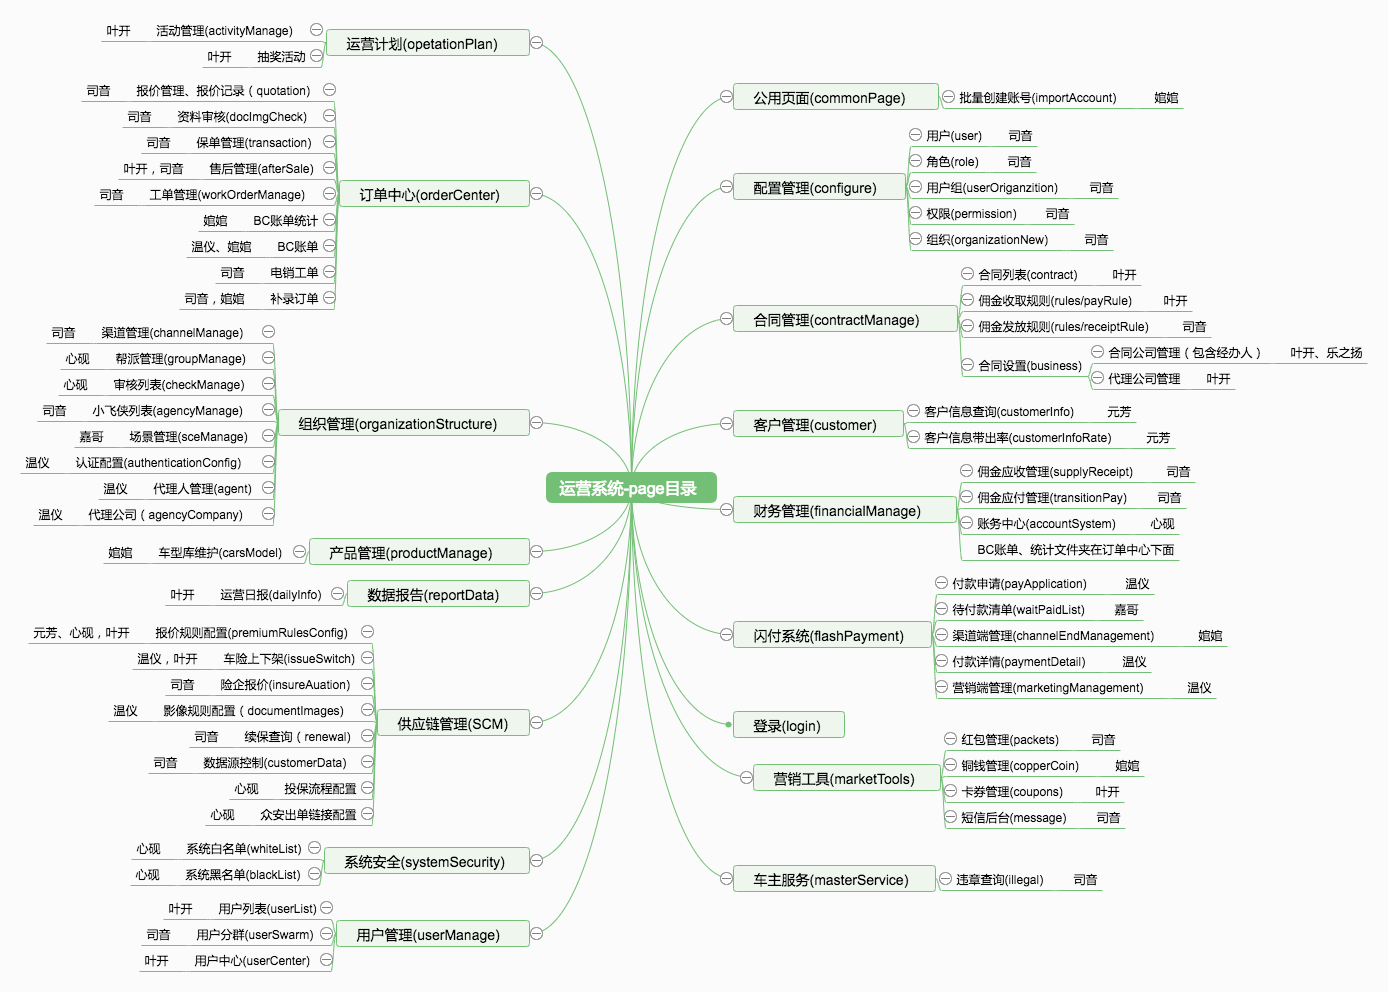 运营系统-page目录
运营计划(opetationPlan)
活动管理(activityManage)
叶开
抽奖活动
叶开
订单中心(orderCenter)
报价管理、报价记录（quotation)
司音
资料审核(docImgCheck)
司音
保单管理(transaction)
司音
售后管理(afterSale)
叶开，司音
工单管理(workOrderManage)
司音
BC账单统计
婠婠
BC账单
温仪、婠婠
电销工单
司音
补录订单
司音，婠婠
组织管理(organizationStructure)
渠道管理(channelManage)
司音
帮派管理(groupManage)
心砚
审核列表(checkManage)
心砚
小飞侠列表(agencyManage)
司音
场景管理(sceManage)
嘉哥
认证配置(authenticationConfig)
温仪
代理人管理(agent)
温仪
代理公司（agencyCompany)
温仪
产品管理(productManage)
车型库维护(carsModel)
婠婠
数据报告(reportData)
运营日报(dailyInfo)
叶开
供应链管理(SCM)
报价规则配置(premiumRulesConfig)
元芳、心砚，叶开
车险上下架(issueSwitch)
温仪，叶开
险企报价(insureAuation)
司音
影像规则配置（documentImages)
温仪
续保查询（renewal)
司音
数据源控制(customerData)
司音
投保流程配置
心砚
众安出单链接配置
心砚
系统安全(systemSecurity)
系统白名单(whiteList)
心砚
系统黑名单(blackList)
心砚
用户管理(userManage)
用户列表(userList)
叶开
用户分群(userSwarm)
司音
用户中心(userCenter)
叶开
公用页面(commonPage)
批量创建账号(importAccount)
婠婠
配置管理(configure)
用户(user)
司音
角色(role)
司音
用户组(userOriganzition)
司音
权限(permission)
司音
组织(organizationNew)
司音
合同管理(contractManage)
合同列表(contract)
叶开
佣金收取规则(rules/payRule)
叶开
佣金发放规则(rules/receiptRule)
司音
合同设置(business)
合同公司管理（包含经办人）
叶开、乐之扬
代理公司管理
叶开
客户管理(customer)
客户信息查询(customerInfo)
元芳
客户信息带出率(customerInfoRate)
元芳
财务管理(financialManage)
佣金应收管理(supplyReceipt)
司音
佣金应付管理(transitionPay)
司音
账务中心(accountSystem)
心砚
BC账单、统计文件夹在订单中心下面
闪付系统(flashPayment)
付款申请(payApplication)
温仪
待付款清单(waitPaidList)
嘉哥
渠道端管理(channelEndManagement)
婠婠
付款详情(paymentDetail)
温仪
营销端管理(marketingManagement)
温仪
登录(login)
营销工具(marketTools)
红包管理(packets)
司音
铜钱管理(copperCoin)
婠婠
卡券管理(coupons)
叶开
短信后台(message)
司音
车主服务(masterService)
违章查询(illegal)
司音